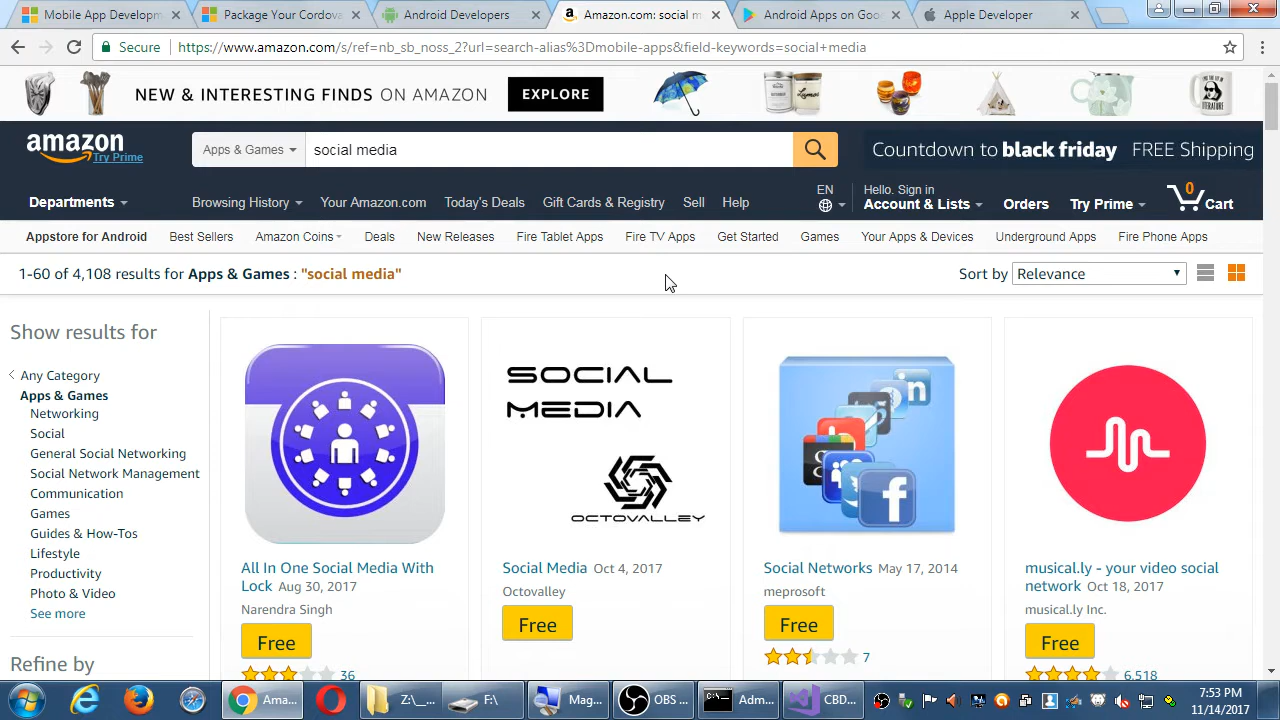 Mobile App Developm
Package Your Cordova
Android Developers
Amazon.com: social m
Android Apps on Goo
Apple Developer
Secure
https://www.amazon.com/s/ref=nb_sb_noss_2?url=search-alias%3Dmobile-apps&field-keywords=social+media
NEW & INTERESTING FINDS ON AMAZON
EXPLORE
amazon
Try Prime
Apps & Games
social media
Countdown to black friday FREE Shipping
Departments
Browsing History
Your Amazon.com
Today's Deals
Gift Cards & Registry
Sell
Help
EN
Hello. Sign in
Account & Lists
Orders
Try Prime
0
Cart
Appstore for Android
Best Sellers
Amazon Coins
Deals
New Releases
Fire Tablet Apps
Fire TV Apps
Get Started
Games
Your Apps & Devices
Underground Apps
Fire Phone Apps
1-60 of 4,108 results for Apps & Games : "social media"
Sort by
Relevance
Show results for
Any Category
Apps & Games
Networking
Social
General Social Networking
Social Network Management
Communication
Games
Guides & How-Tos
Lifestyle
Productivity
Photo & Video
See more
Refine by
All In One Social Media With
Lock Aug 30, 2017
Narendra Singh
Free
36
SOCIAL
MEDIA
OCTOVALLEY
Social Media Oct 4, 2017
Octovalley
Free
in
f
Social Networks May 17, 2014
meprosoft
Free
7
musical.ly - your video social
network Oct 18, 2017
musical.ly Inc.
Free
6,518
Ama...
Z:\__...
F:\
Mag...
OBS ...
Adm...
CBD...
7:53 PM
11/14/2017